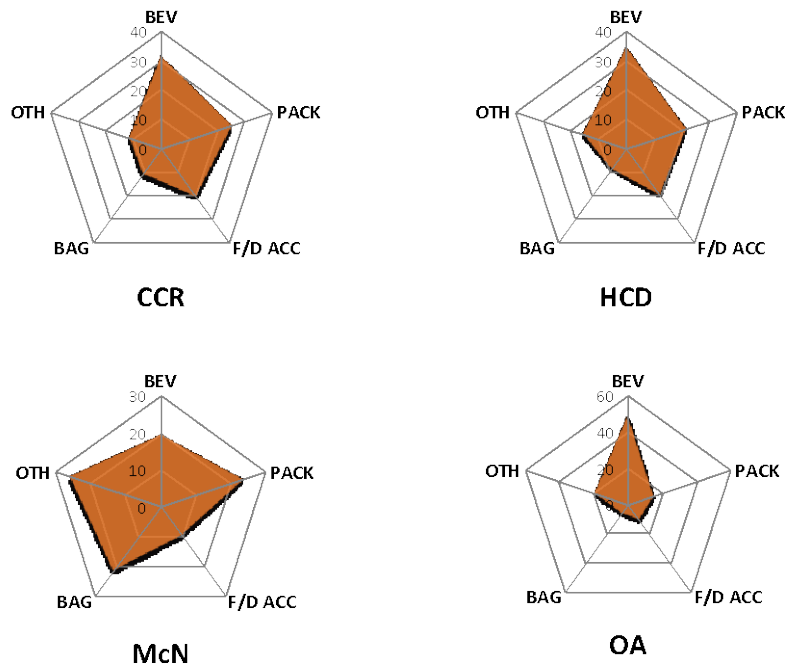 BEV
40
30
20
10
0
OTH
PACK
BAG
F/D ACC
CCR
BEV
40
30
20
10
0
OTH
PACK
BAG
F/D ACC
HCD
BEV
30
20
10
0
OTH
PACK
BAG
F/D ACC
McN
BEV
60
40
20
0
OTH
PACK
BAG
F/D ACC
OA